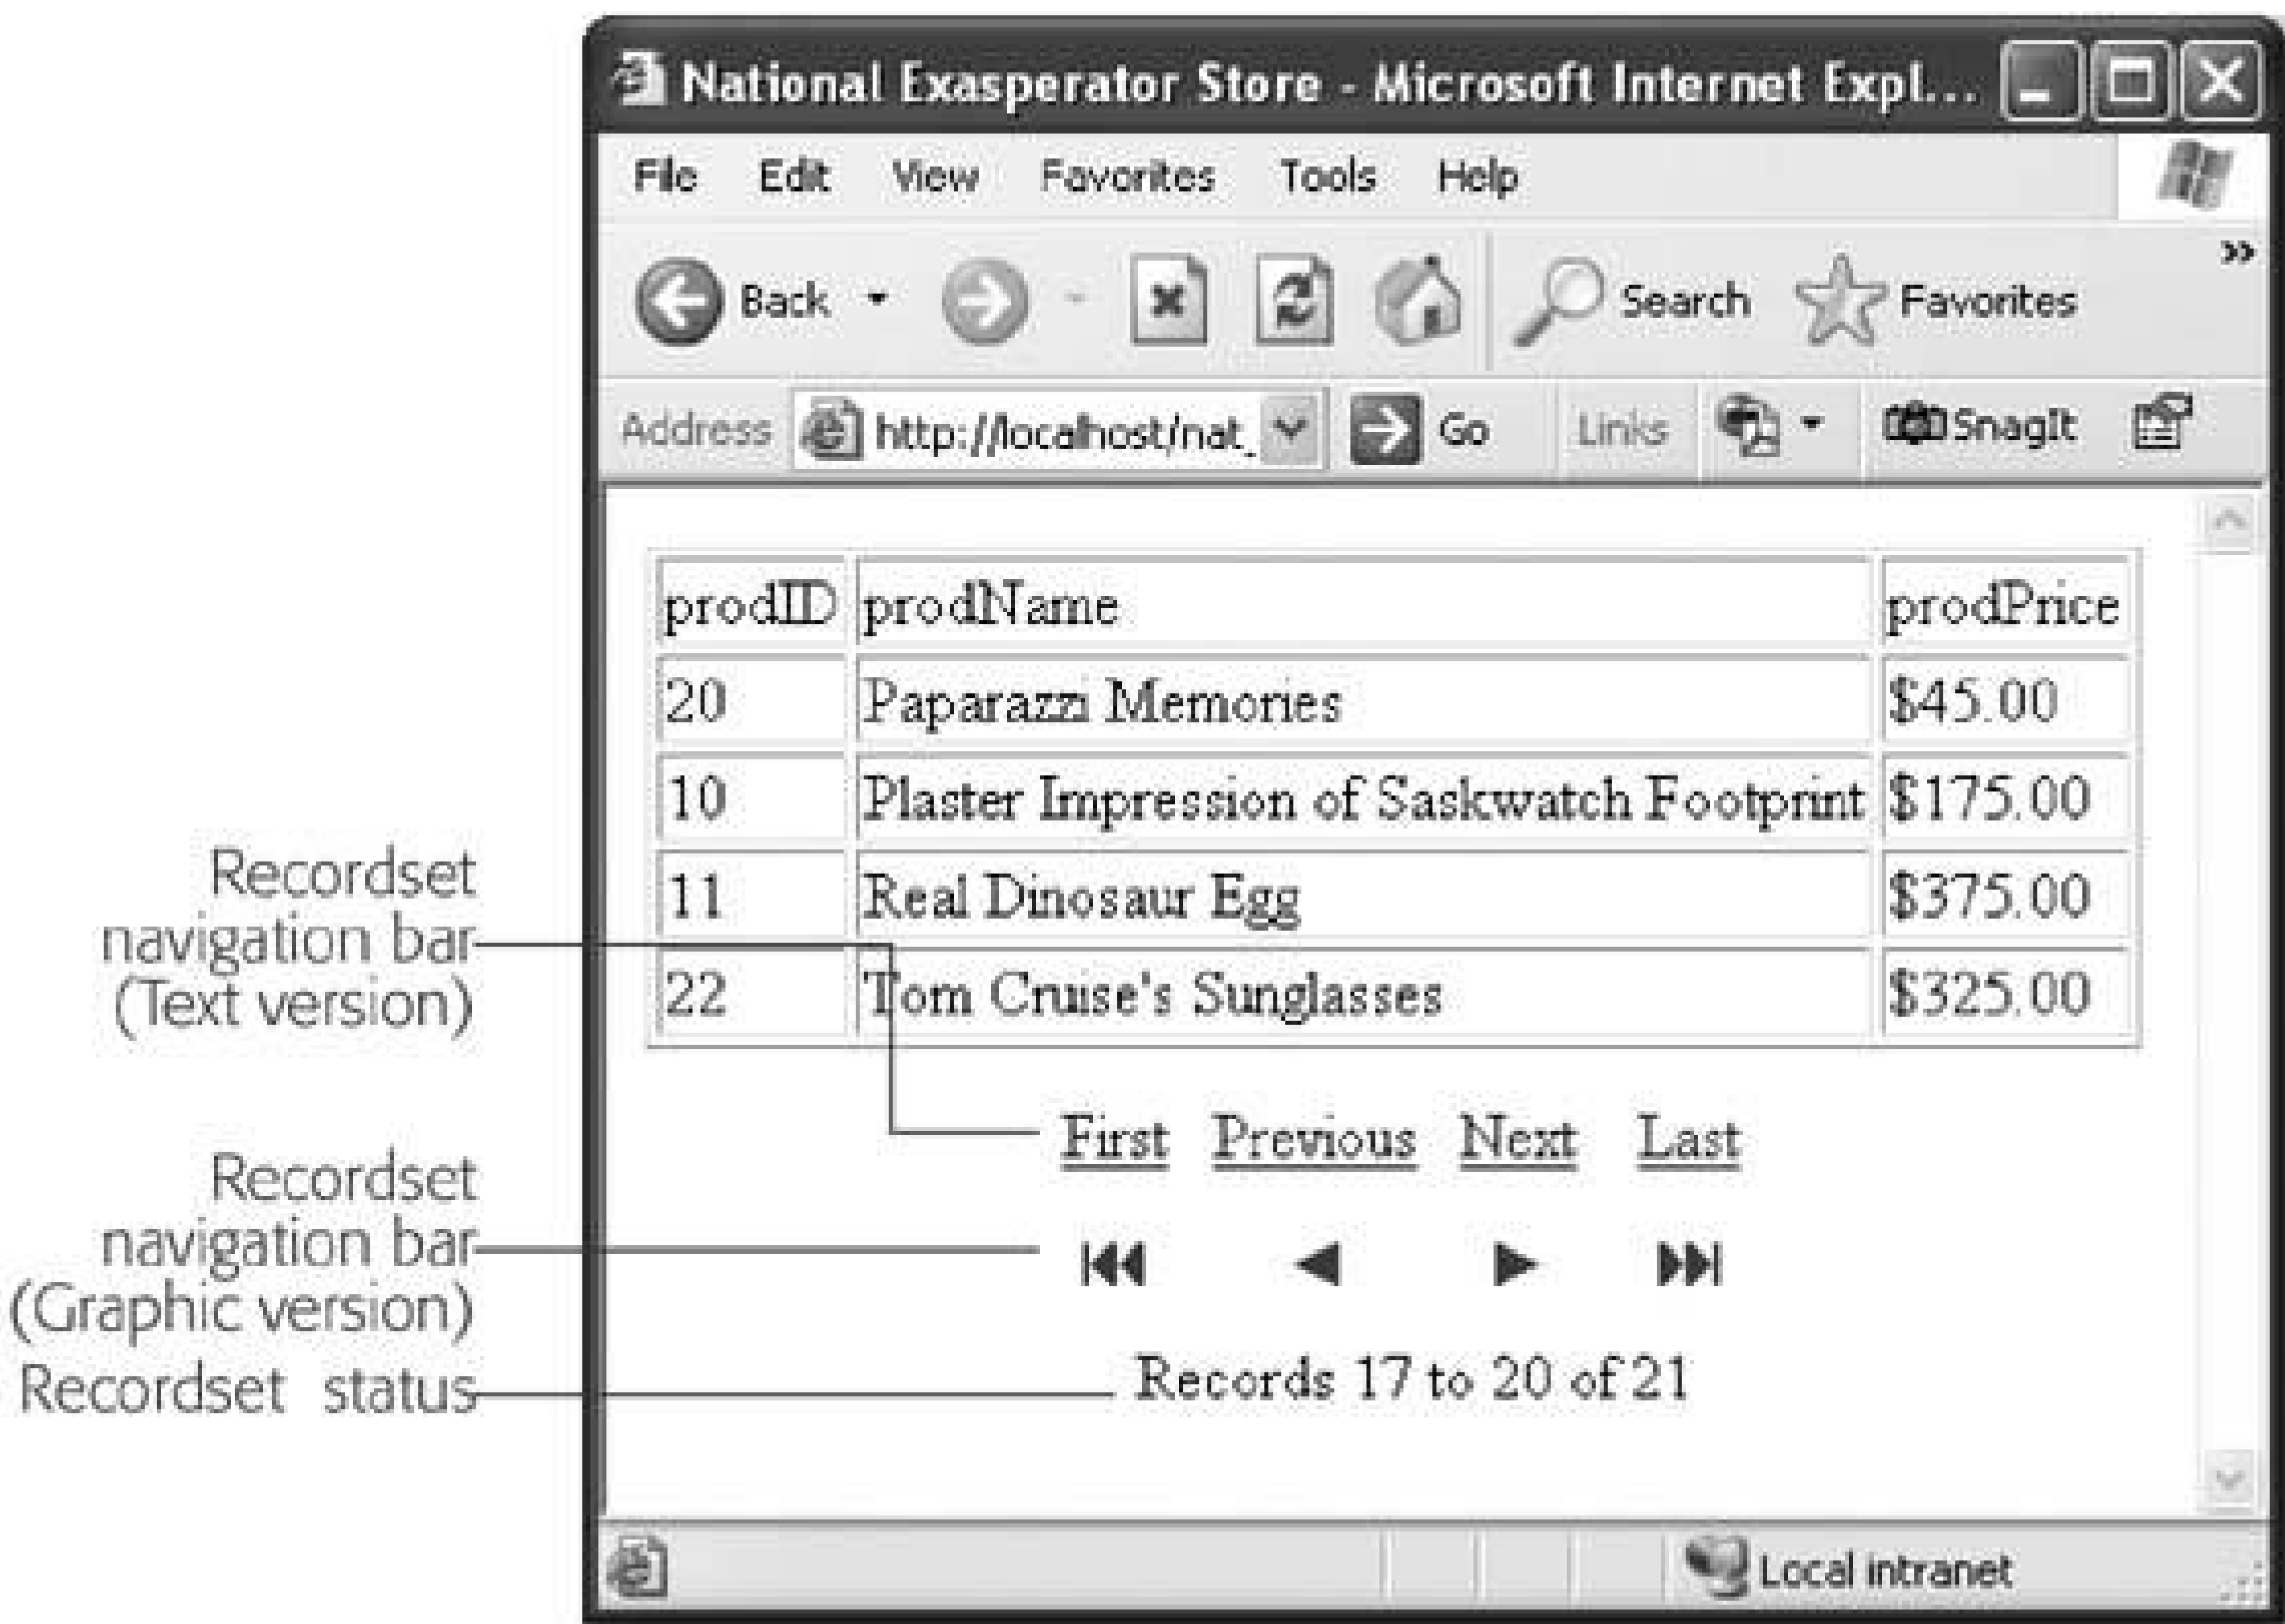 National Exasperator Store - Microsoft Internet Expl...
File Edit View Favorites Tools Help
Back Search Favorites »
Address http://localhost/nat_ Go Links SnagIt
prodID prodName prodPrice
20 Paparazzi Memories $45.00
10 Plaster Impression of Saskwatch Footprint $175.00
11 Real Dinosaur Egg $375.00
22 Tom Cruise's Sunglasses $325.00
Recordset
navigation bar
(Text version)
First Previous Next Last
Recordset
navigation bar
(Graphic version)
Recordset status
Records 17 to 20 of 21
Local intranet